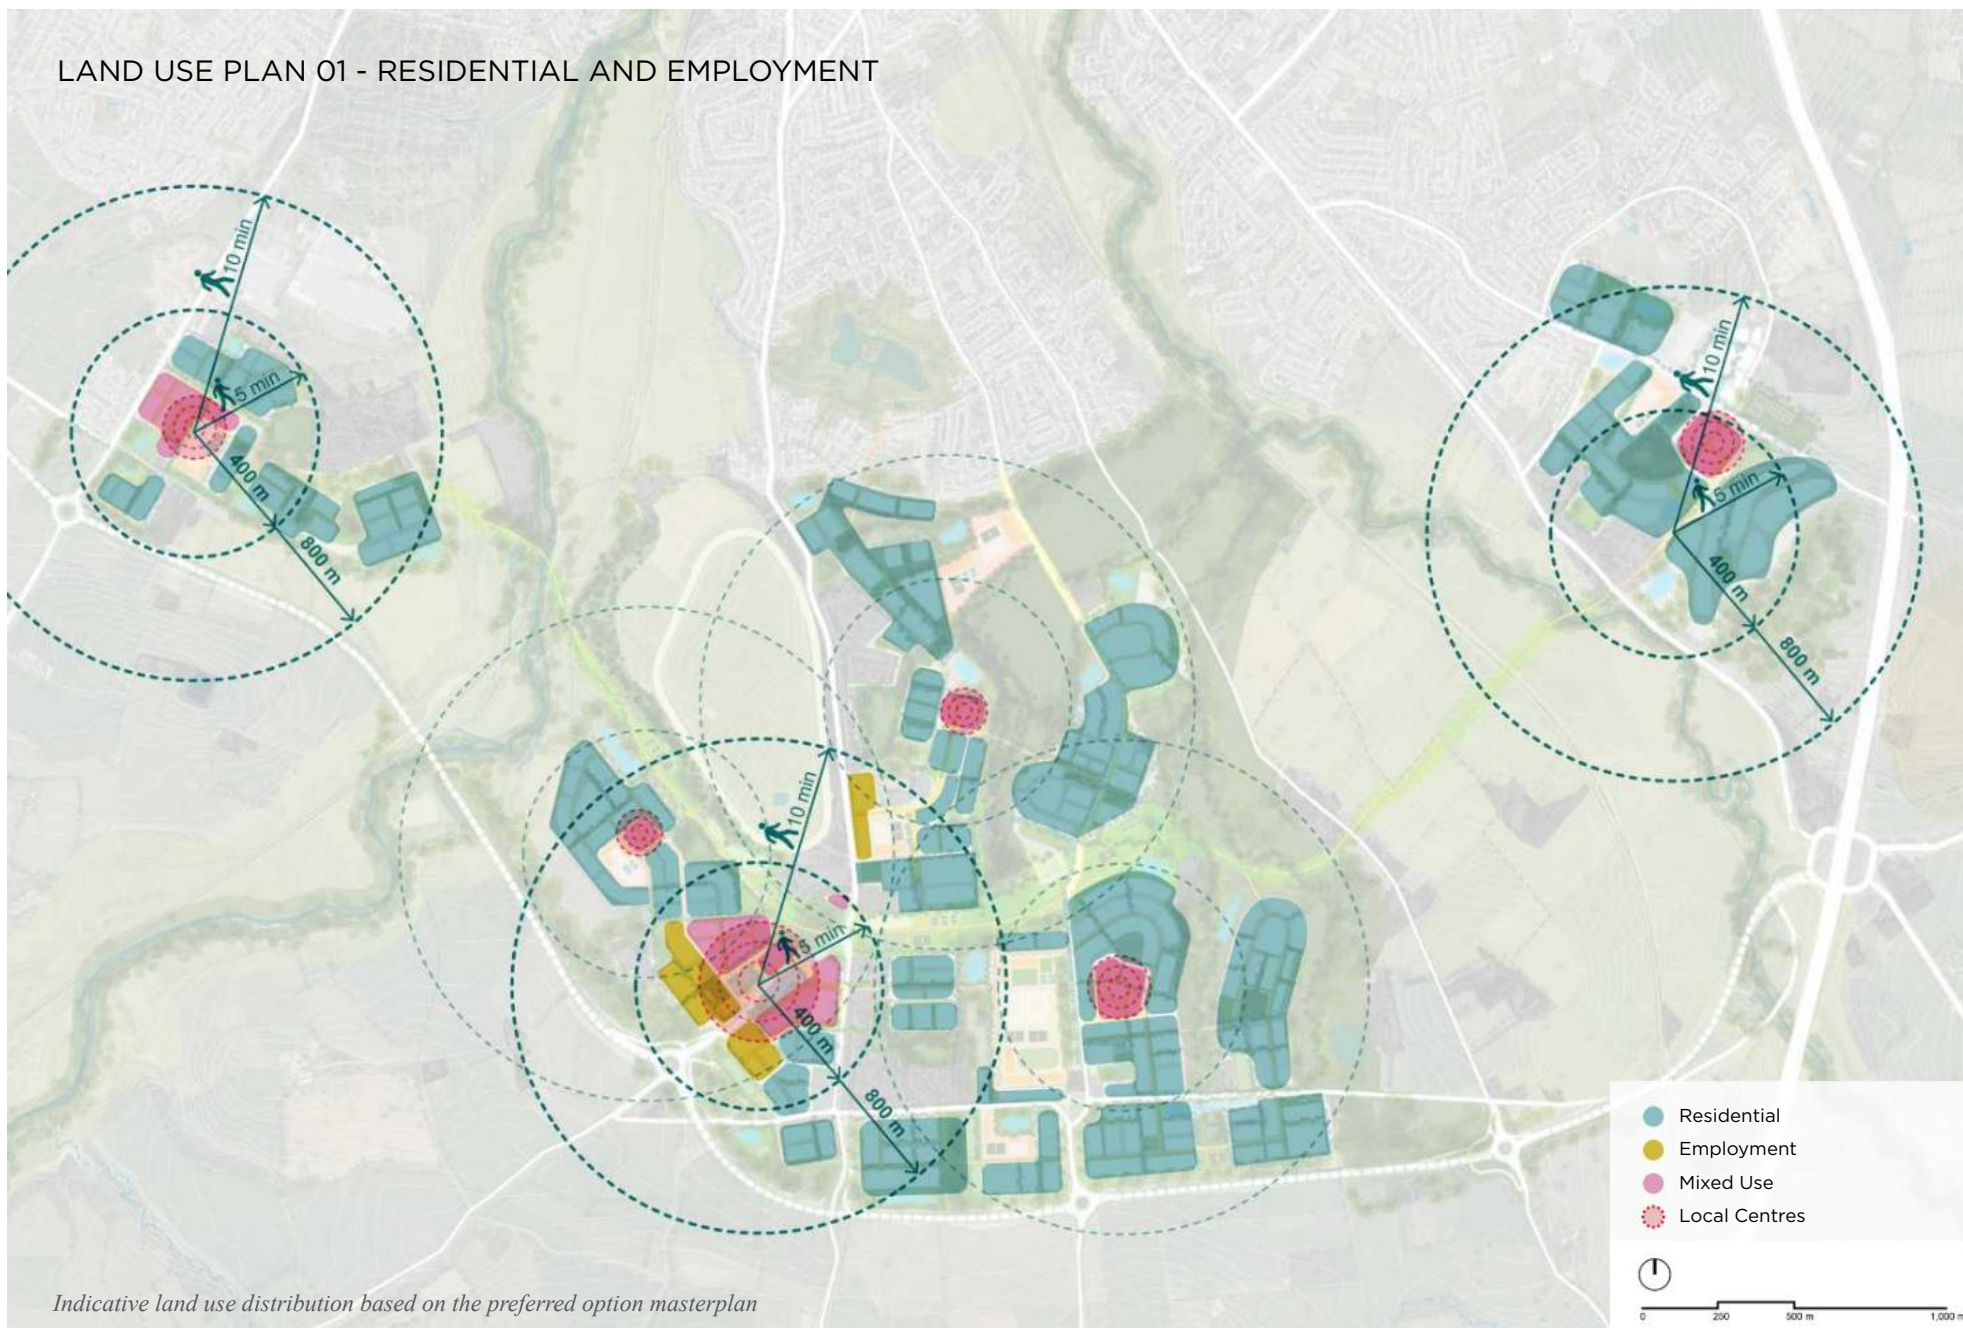 LAND USE PLAN 01 - RESIDENTIAL AND EMPLOYMENT
10 min
5 min
400 m
800 m
10 min
5 min
400 m
800 m
10 min
5 min
400 m
800 m
Residential
Employment
Mixed Use
Local Centres
0 250 500 m 1,000 m
Indicative land use distribution based on the preferred option masterplan